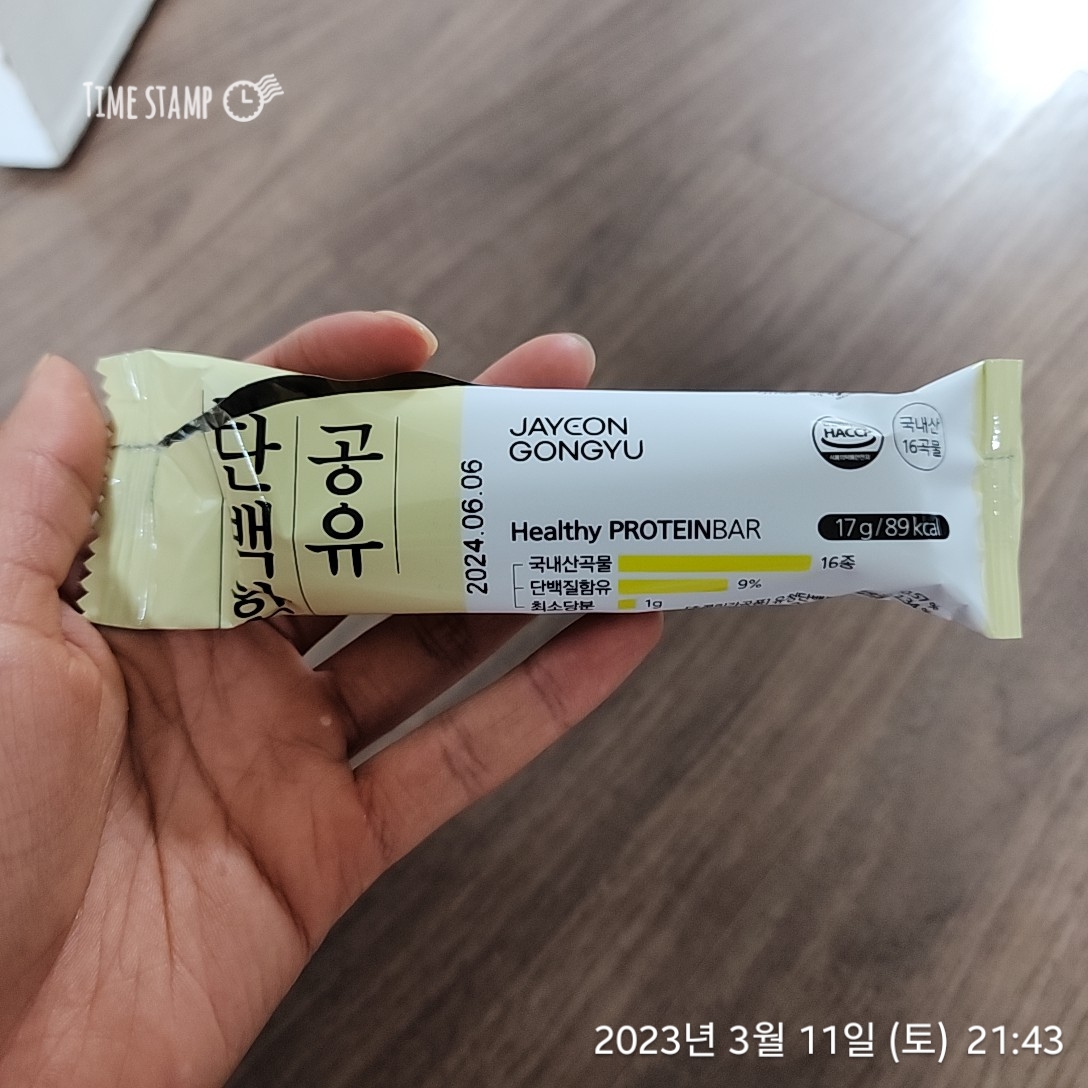 TIME STAMP
공유
단백
2024.06.06
JAYEON
GONGYU
HACCP
국내산
16곡물
Healthy PROTEINBAR
17g/89 kcal
국내산곡물 16종
단백질함유 9%
최소당분 1g
2023년 3월 11일 (토) 21:43